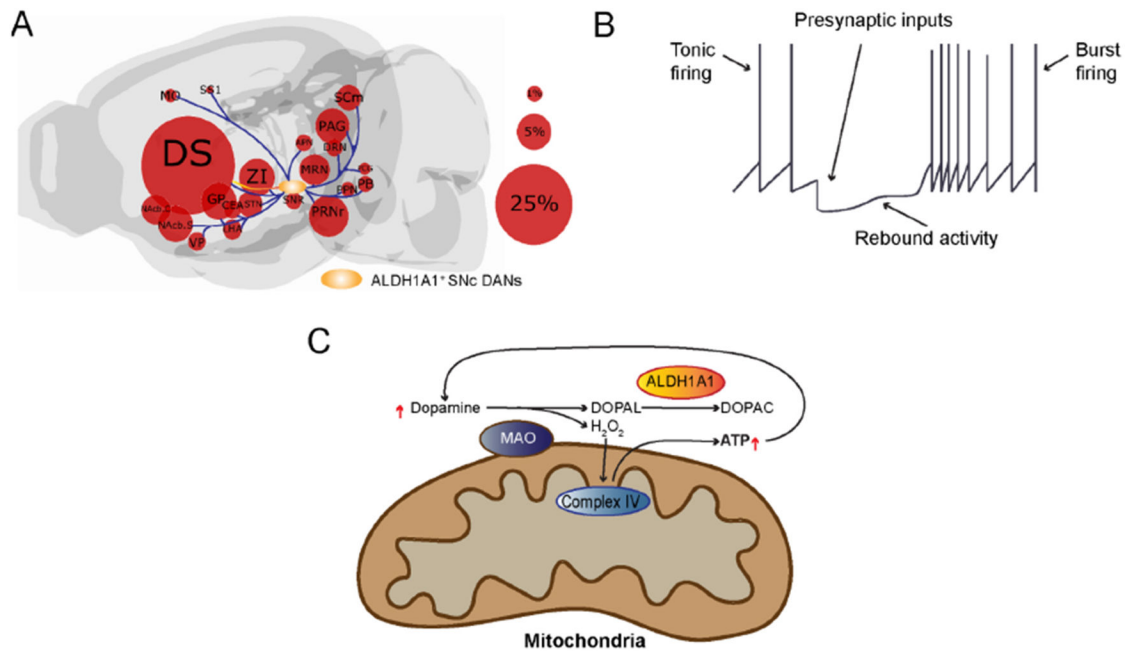 A
MO
SS1
SCm
PAG
DRN
DS
ZI
MRN
PB
PPN
GP
CEA
STN
SNr
PRNr
NAcb.S
LHA
VP
1%
5%
25%
ALDH1A1+ SNc DANs
B
Presynaptic inputs
Tonic
firing
Burst
firing
Rebound activity
C
ALDH1A1
Dopamine
DOPAL
DOPAC
H2O2
MAO
ATP
Complex IV
Mitochondria